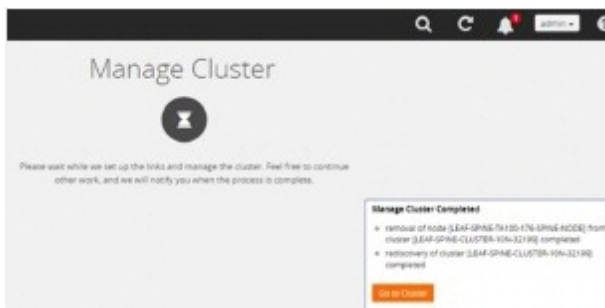 admin
Manage Cluster
Please wait while we set up the links and manage the cluster. Feel free to continue
other work, and we will notify you when the process is complete.
Manage Cluster Completed
removal of node [LEAF-SPINE-TA100-176-SPINE-NODE] from
cluster [LEAF-SPINE-CLUSTER-10N-32198] completed
rediscovery of cluster [LEAF-SPINE-CLUSTER-10N-32198]
completed
Go to Cluster